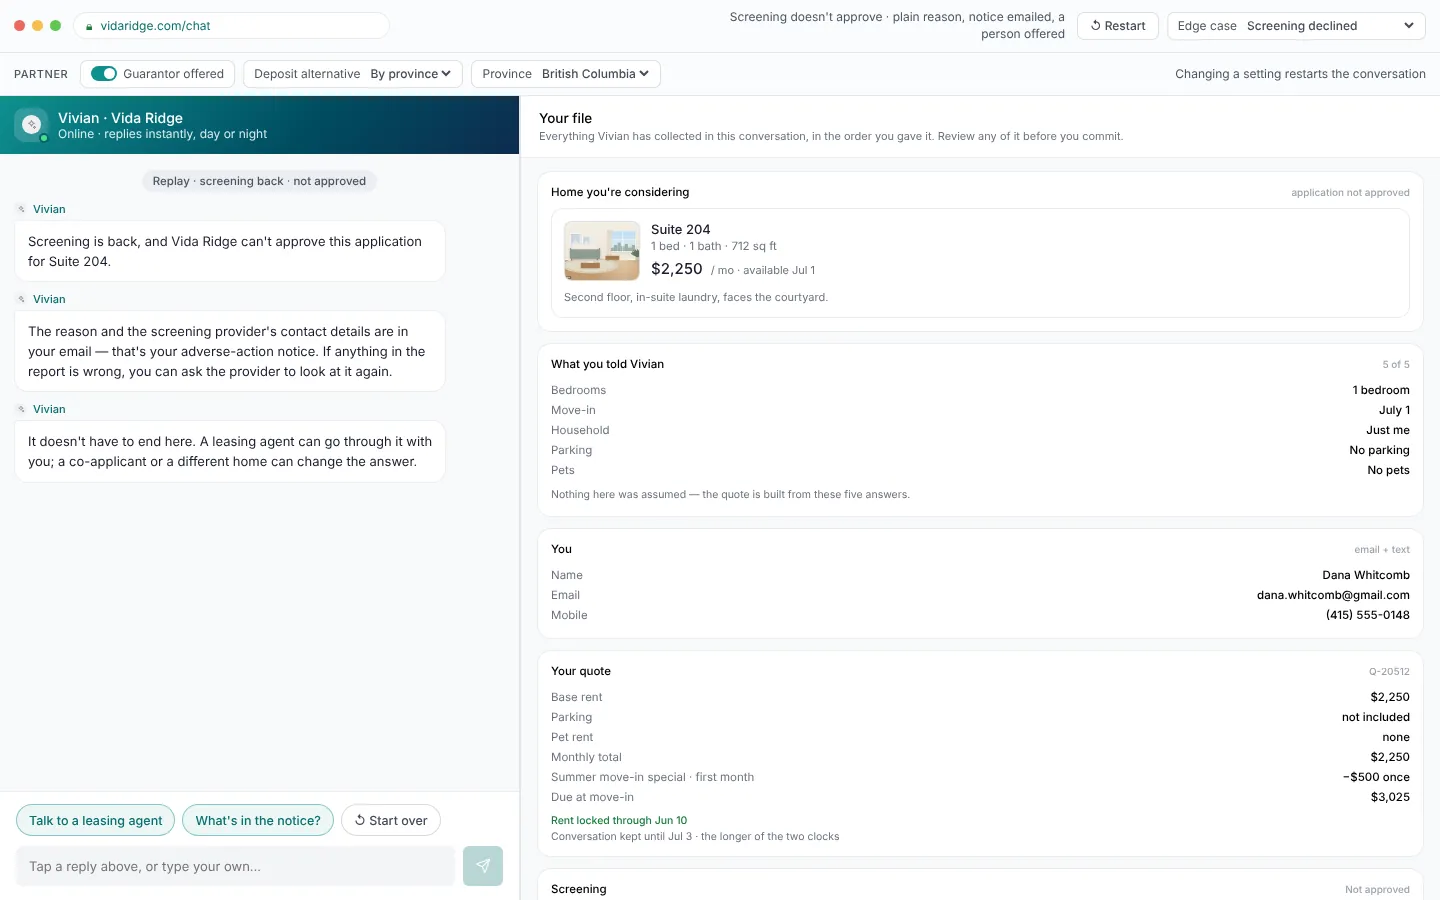 vidaridge.com/chat
Screening doesn't approve · plain reason, notice emailed, a
person offered
Restart
Edge case Screening declined
PARTNER
Guarantor offered
Deposit alternative By province
Province British Columbia
Changing a setting restarts the conversation
Vivian · Vida Ridge
Online · replies instantly, day or night
Replay · screening back · not approved
Vivian
Screening is back, and Vida Ridge can't approve this application
for Suite 204.
Vivian
The reason and the screening provider's contact details are in
your email — that's your adverse-action notice. If anything in the
report is wrong, you can ask the provider to look at it again.
Vivian
It doesn't have to end here. A leasing agent can go through it with
you; a co-applicant or a different home can change the answer.
Talk to a leasing agent
What's in the notice?
Start over
Tap a reply above, or type your own...
Your file
Everything Vivian has collected in this conversation, in the order you gave it. Review any of it before you commit.
Home you're considering
application not approved
Suite 204
1 bed · 1 bath · 712 sq ft
$2,250 / mo · available Jul 1
Second floor, in-suite laundry, faces the courtyard.
What you told Vivian
5 of 5
Bedrooms 1 bedroom
Move-in July 1
Household Just me
Parking No parking
Pets No pets
Nothing here was assumed — the quote is built from these five answers.
You
email + text
Name Dana Whitcomb
Email dana.whitcomb@gmail.com
Mobile (415) 555-0148
Your quote
Q-20512
Base rent $2,250
Parking not included
Pet rent none
Monthly total $2,250
Summer move-in special · first month −$500 once
Due at move-in $3,025
Rent locked through Jun 10
Conversation kept until Jul 3 · the longer of the two clocks
Screening
Not approved